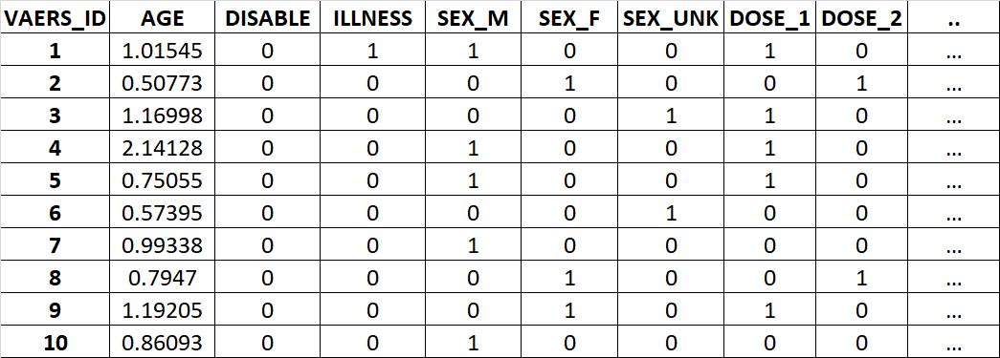 VAERS_ID AGE DISABLE ILLNESS SEX_M SEX_F SEX_UNK DOSE_1 DOSE_2 ..
1 1.01545 0 1 1 0 0 1 0 ...
2 0.50773 0 0 0 1 0 0 1 ...
3 1.16998 0 0 0 0 1 1 0 ...
4 2.14128 0 0 1 0 0 1 0 ...
5 0.75055 0 0 1 0 0 1 0 ...
6 0.57395 0 0 0 0 1 0 0 ...
7 0.99338 0 0 1 0 0 0 0 ...
8 0.7947 0 0 0 1 0 0 1 ...
9 1.19205 0 0 0 1 0 1 0 ...
10 0.86093 0 0 1 0 0 0 0 ...